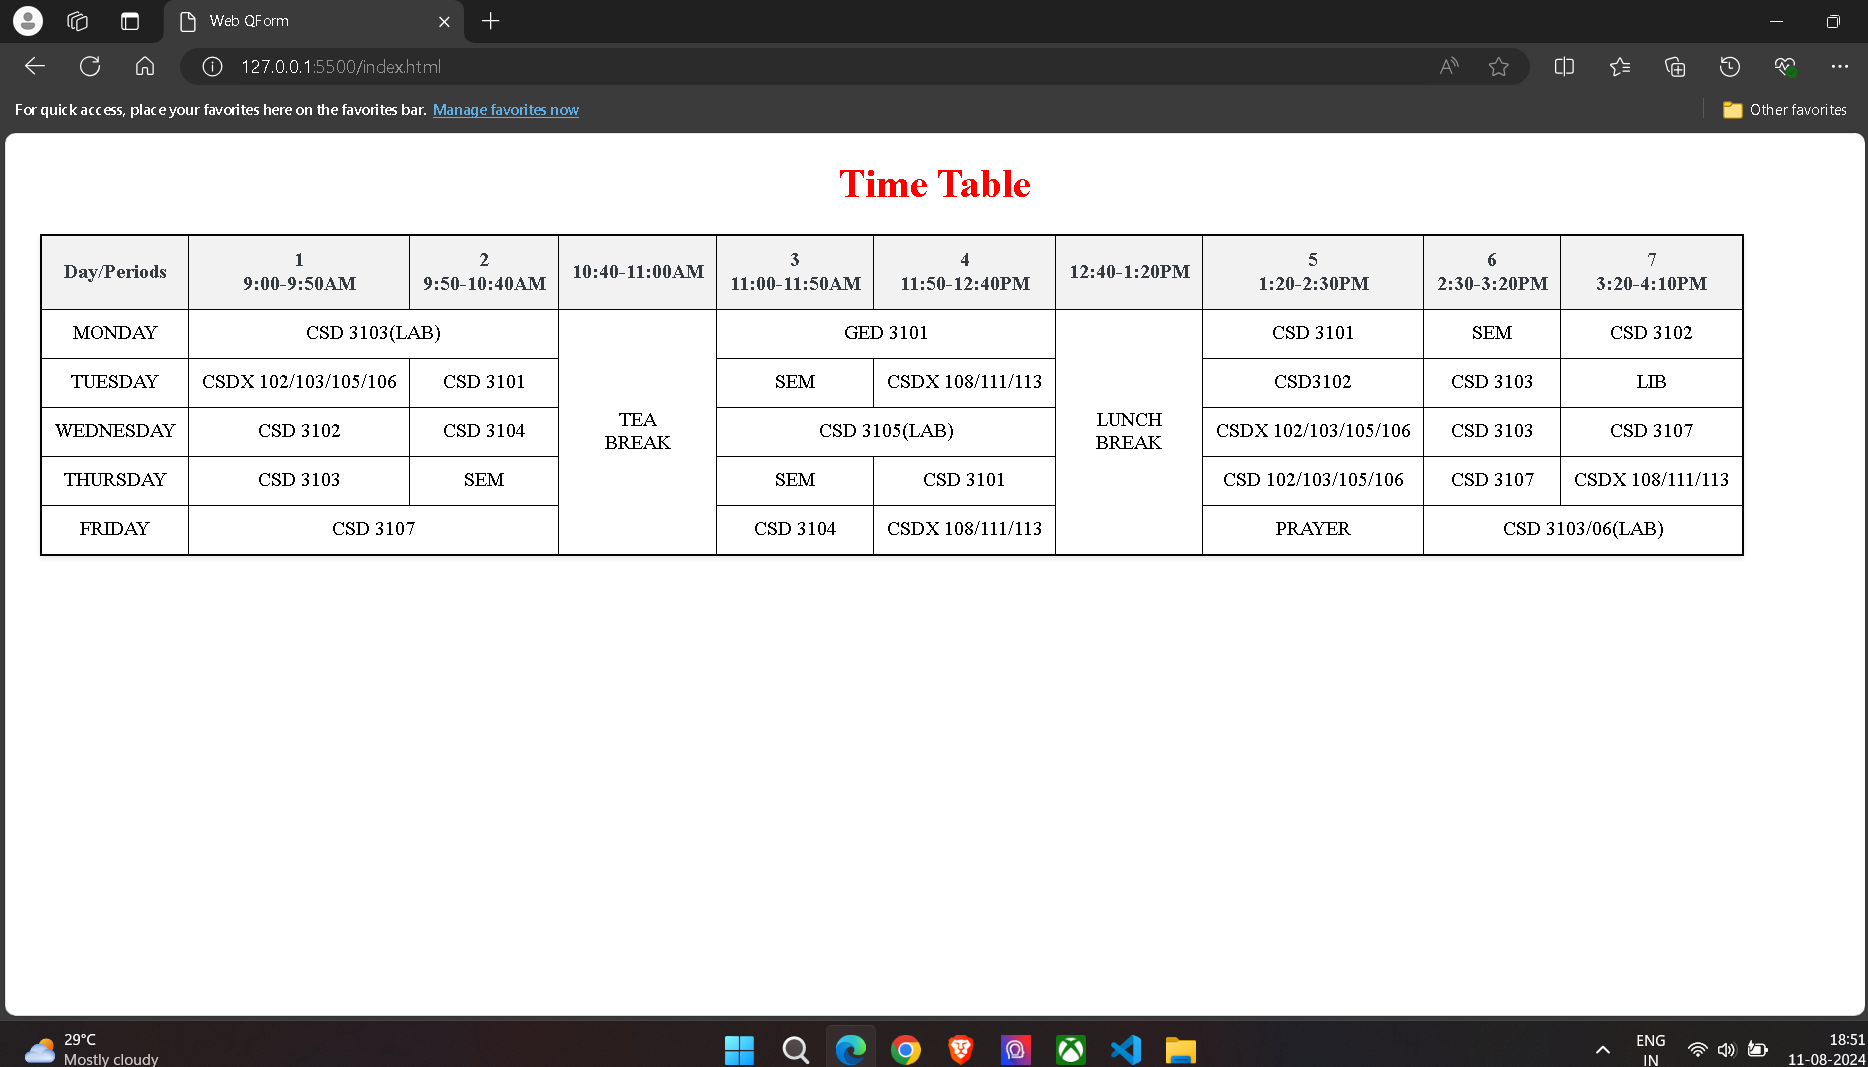 Web QForm
127.0.0.1:5500/index.html
For quick access, place your favorites here on the favorites bar. Manage favorites now
Other favorites
Time Table
Day/Periods
1
9:00-9:50AM
2
9:50-10:40AM
10:40-11:00AM
3
11:00-11:50AM
4
11:50-12:40PM
12:40-1:20PM
5
1:20-2:30PM
6
2:30-3:20PM
7
3:20-4:10PM
MONDAY
CSD 3103(LAB)
TEA
BREAK
GED 3101
LUNCH
BREAK
CSD 3101
SEM
CSD 3102
TUESDAY
CSDX 102/103/105/106
CSD 3101
SEM
CSDX 108/111/113
CSD3102
CSD 3103
LIB
WEDNESDAY
CSD 3102
CSD 3104
CSD 3105(LAB)
CSDX 102/103/105/106
CSD 3103
CSD 3107
THURSDAY
CSD 3103
SEM
SEM
CSD 3101
CSD 102/103/105/106
CSD 3107
CSDX 108/111/113
FRIDAY
CSD 3107
CSD 3104
CSDX 108/111/113
PRAYER
CSD 3103/06(LAB)
29°C
Mostly cloudy
ENG
IN
18:51
11-08-2024